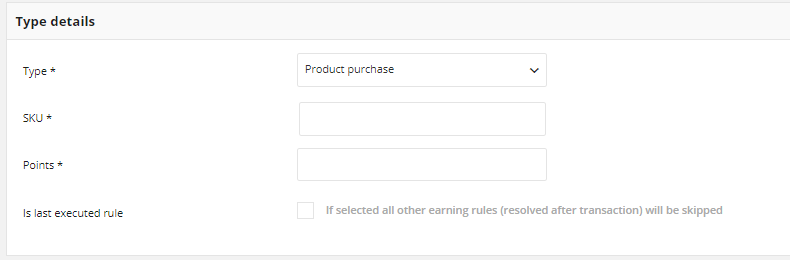 Type details
Type *
Product purchase
SKU *
Points *
Is last executed rule
If selected all other earning rules (resolved after transaction) will be skipped